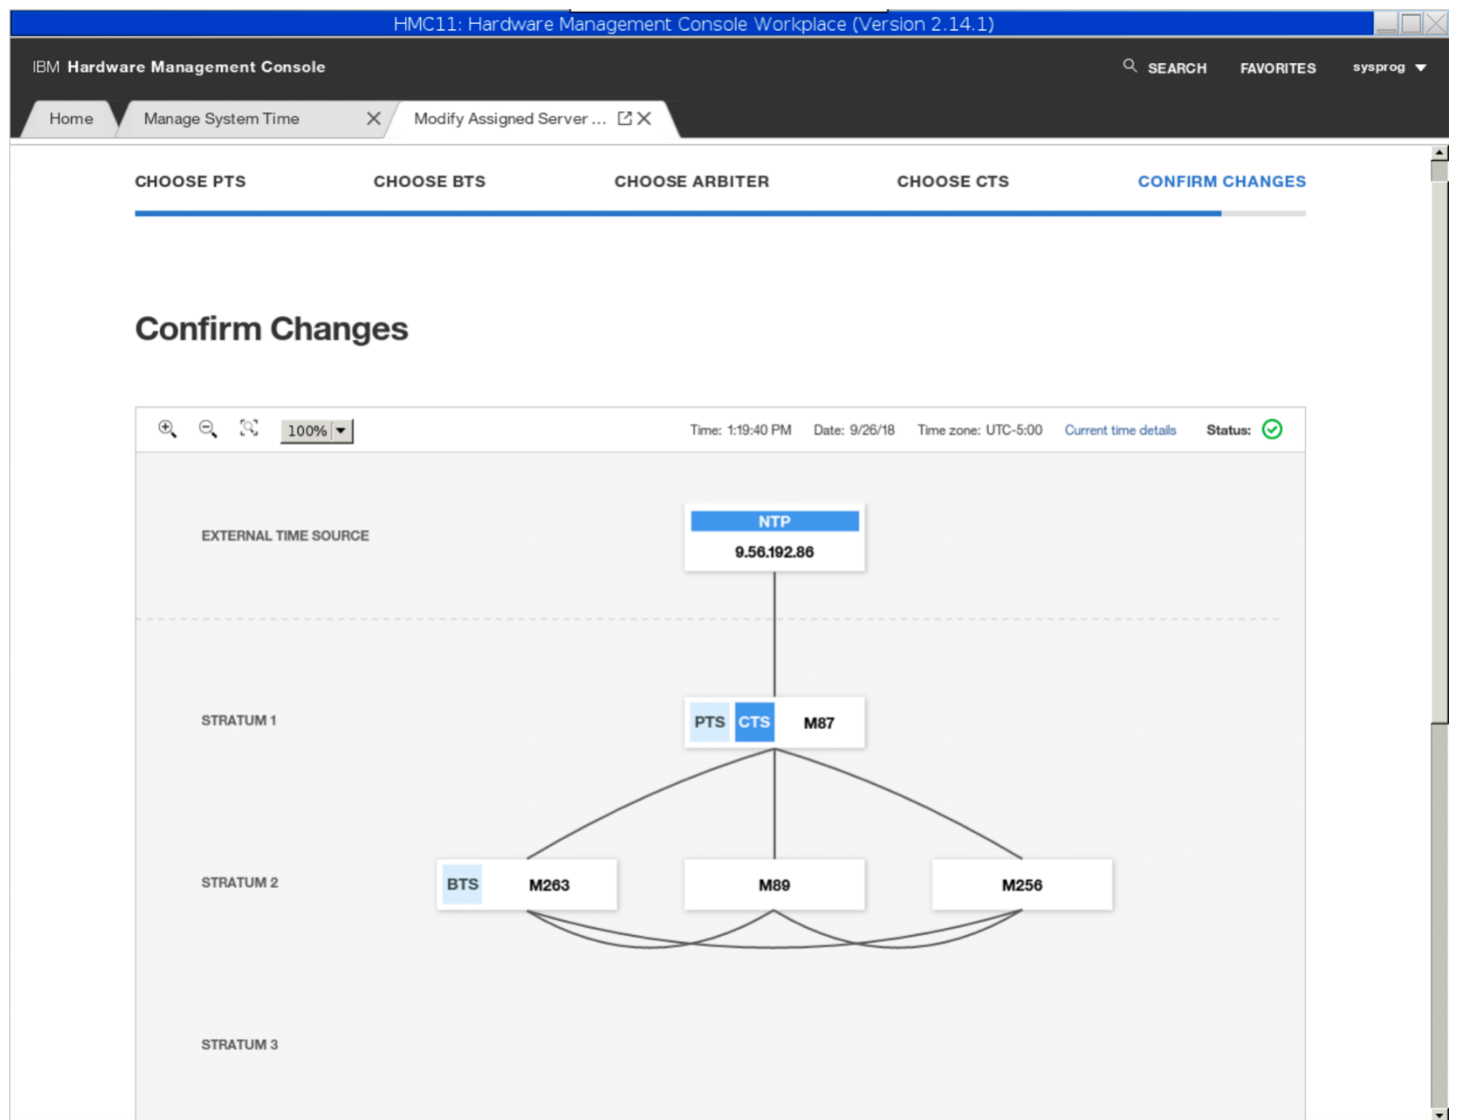 HMC11: Hardware Management Console Workplace (Version 2.14.1)
IBM Hardware Management Console
SEARCH FAVORITES sysprog
Home Manage System Time Modify Assigned Server ...
CHOOSE PTS CHOOSE BTS CHOOSE ARBITER CHOOSE CTS CONFIRM CHANGES
Confirm Changes
100% Time: 1:19:40 PM Date: 9/26/18 Time zone: UTC-5:00 Current time details Status:
NTP
EXTERNAL TIME SOURCE
9.56.192.86
STRATUM 1 PTS CTS M87
STRATUM 2 BTS M263 M89 M256
STRATUM 3